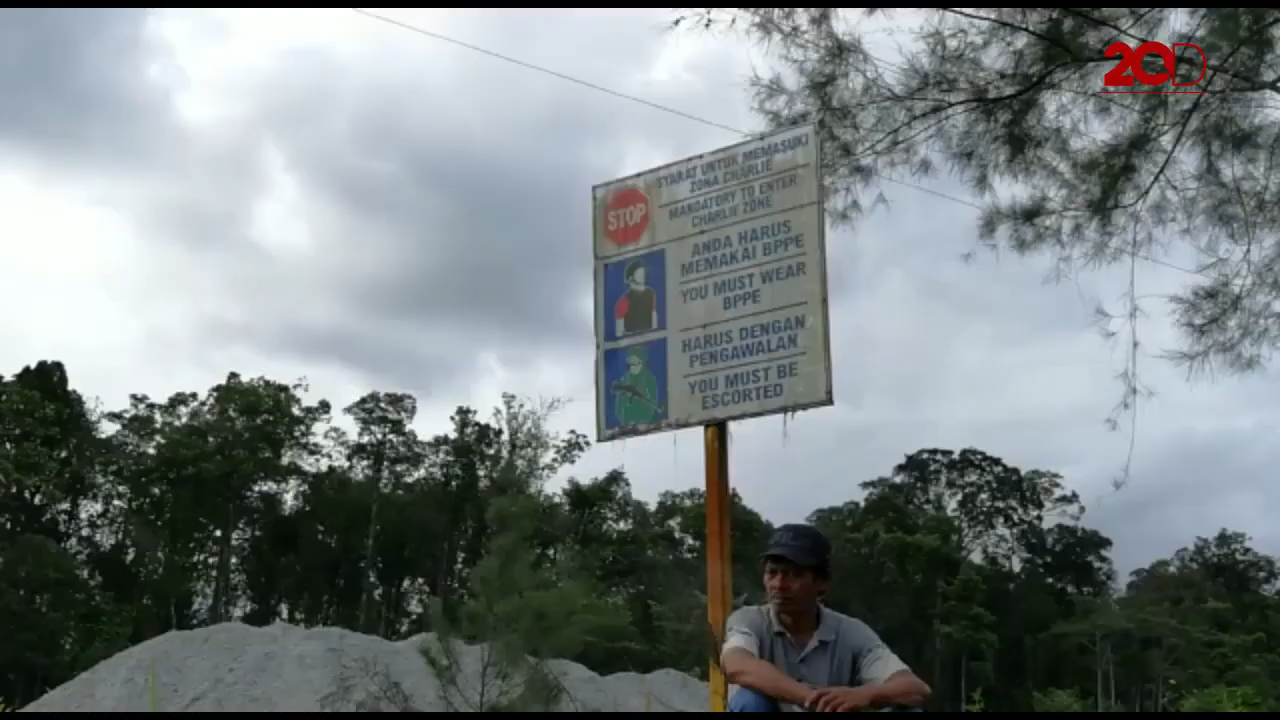 20D
SYARAT UNTUK MEMASUKI
ZONA CHARLIE
MANDATORY TO ENTER
CHARLIE ZONE
STOP
ANDA HARUS
MEMAKAI BPPE
YOU MUST WEAR
BPPE
HARUS DENGAN
PENGAWALAN
YOU MUST BE
ESCORTED